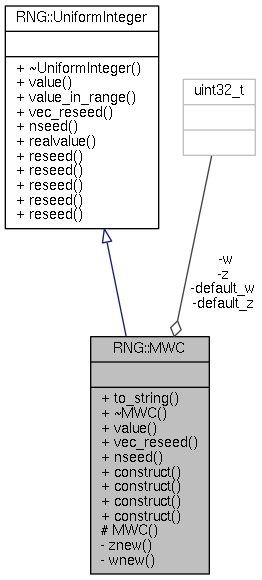 RNG::UniformInteger
+ ~UniformInteger()
+ value()
+ value_in_range()
+ vec_reseed()
+ nseed()
+ realvalue()
+ reseed()
+ reseed()
+ reseed()
+ reseed()
+ reseed()
uint32_t
-w
-z
-default_w
-default_z
RNG::MWC
+ to_string()
+ ~MWC()
+ value()
+ vec_reseed()
+ nseed()
+ construct()
+ construct()
+ construct()
+ construct()
# MWC()
- znew()
- wnew()